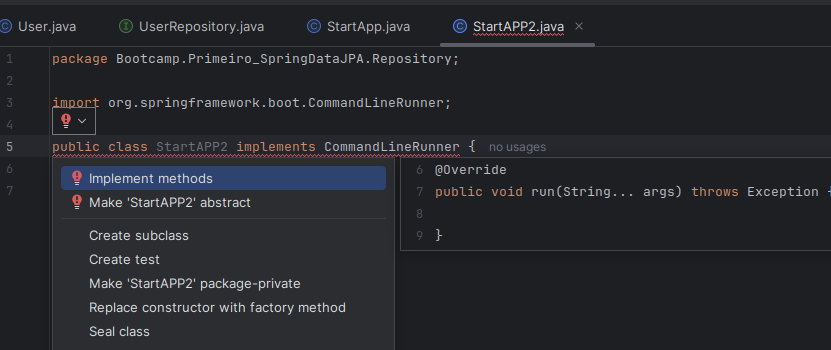 User.java
UserRepository.java
StartApp.java
StartAPP2.java
1 package Bootcamp.Primeiro_SpringDataJPA.Repository;
2
3 import org.springframework.boot.CommandLineRunner;
4
5 public class StartAPP2 implements CommandLineRunner { no usages
6
7
Implement methods
Make 'StartAPP2' abstract
Create subclass
Create test
Make 'StartAPP2' package-private
Replace constructor with factory method
Seal class
6 @Override
7 public void run(String... args) throws Exception {
8
9 }